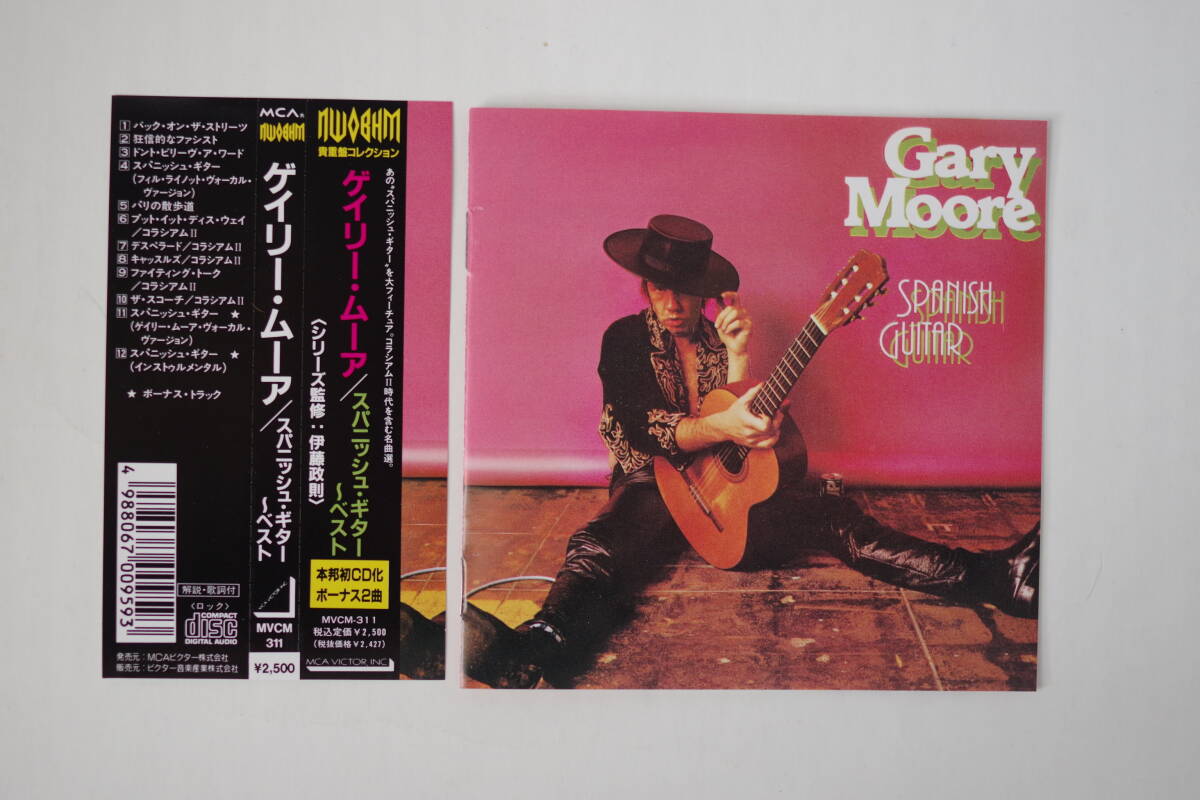 1 バック・オン・ザ・ストリーツ
2 狂信的なファシスト
3 ドント・ビリーヴ・ア・ワード
4 スパニッシュ・ギター
(フィル・ライノット・ヴォーカル・
ヴァージョン)
5 パリの散歩道
6 プット・イット・ディス・ウェイ
/コラシアムII
7 デスペラード/コラシアムII
8 キャッスルズ/コラシアムII
9 ファイティング・トーク
/コラシアムII
10 ザ・スコーチ/コラシアムII
11 スパニッシュ・ギター ★
(ゲイリー・ムーア・ヴォーカル・
ヴァージョン)
12 スパニッシュ・ギター ★
(インストゥルメンタル)
★ ボーナス・トラック
4 988067 009593
解説・歌詞付
〈ロック〉
COMPACT
disc
DIGITAL AUDIO
発売元:MCAビクター株式会社
販売元:ビクター音楽産業株式会社
MCA
NWOBHM
ゲイリー・ムーア/スパニッシュ・ギター
~ベスト
MCA VICTOR, INC.
MVCM
311
¥2,500
NWOBHM
貴重盤コレクション
あの“スパニッシュ・ギター”を大フィーチュア。コラシアムII時代を含む名曲選。
ゲイリー・ムーア/スパニッシュ・ギター
~ベスト
〈シリーズ監修:伊藤政則〉
本邦初CD化
ボーナス2曲
MVCM-311
税込定価¥2,500
(税抜価格¥2,427)
MCA VICTOR, INC.
Gary
Moore
SPANISH
GUITAR